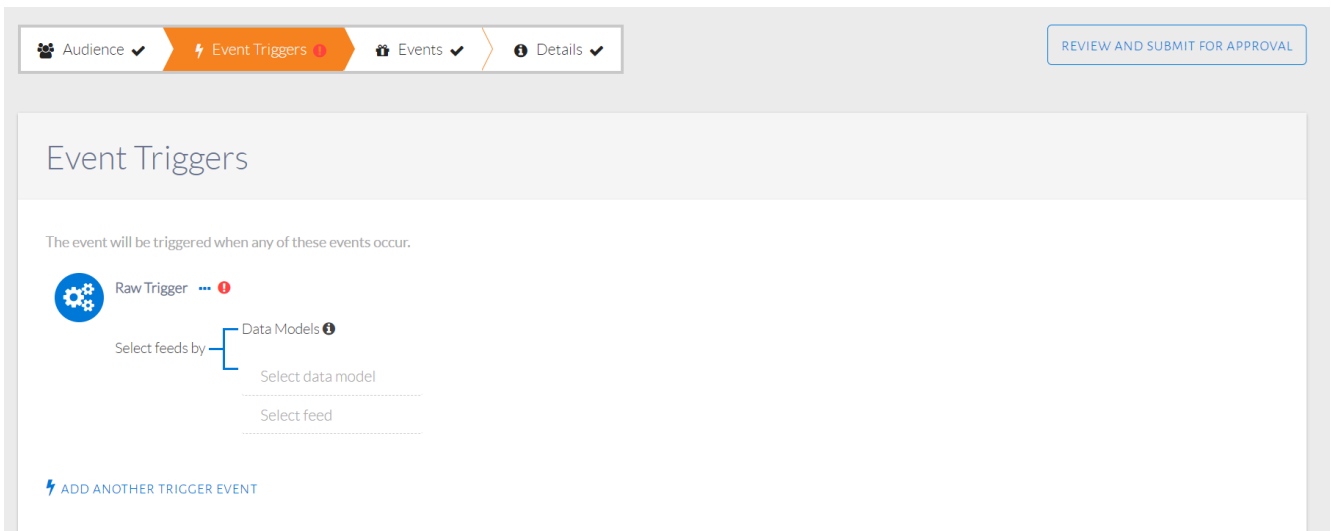 Audience
Event Triggers
Events
Details
REVIEW AND SUBMIT FOR APPROVAL
Event Triggers
The event will be triggered when any of these events occur.
Raw Trigger ...
Data Models
Select feeds by
Select data model
Select feed
ADD ANOTHER TRIGGER EVENT